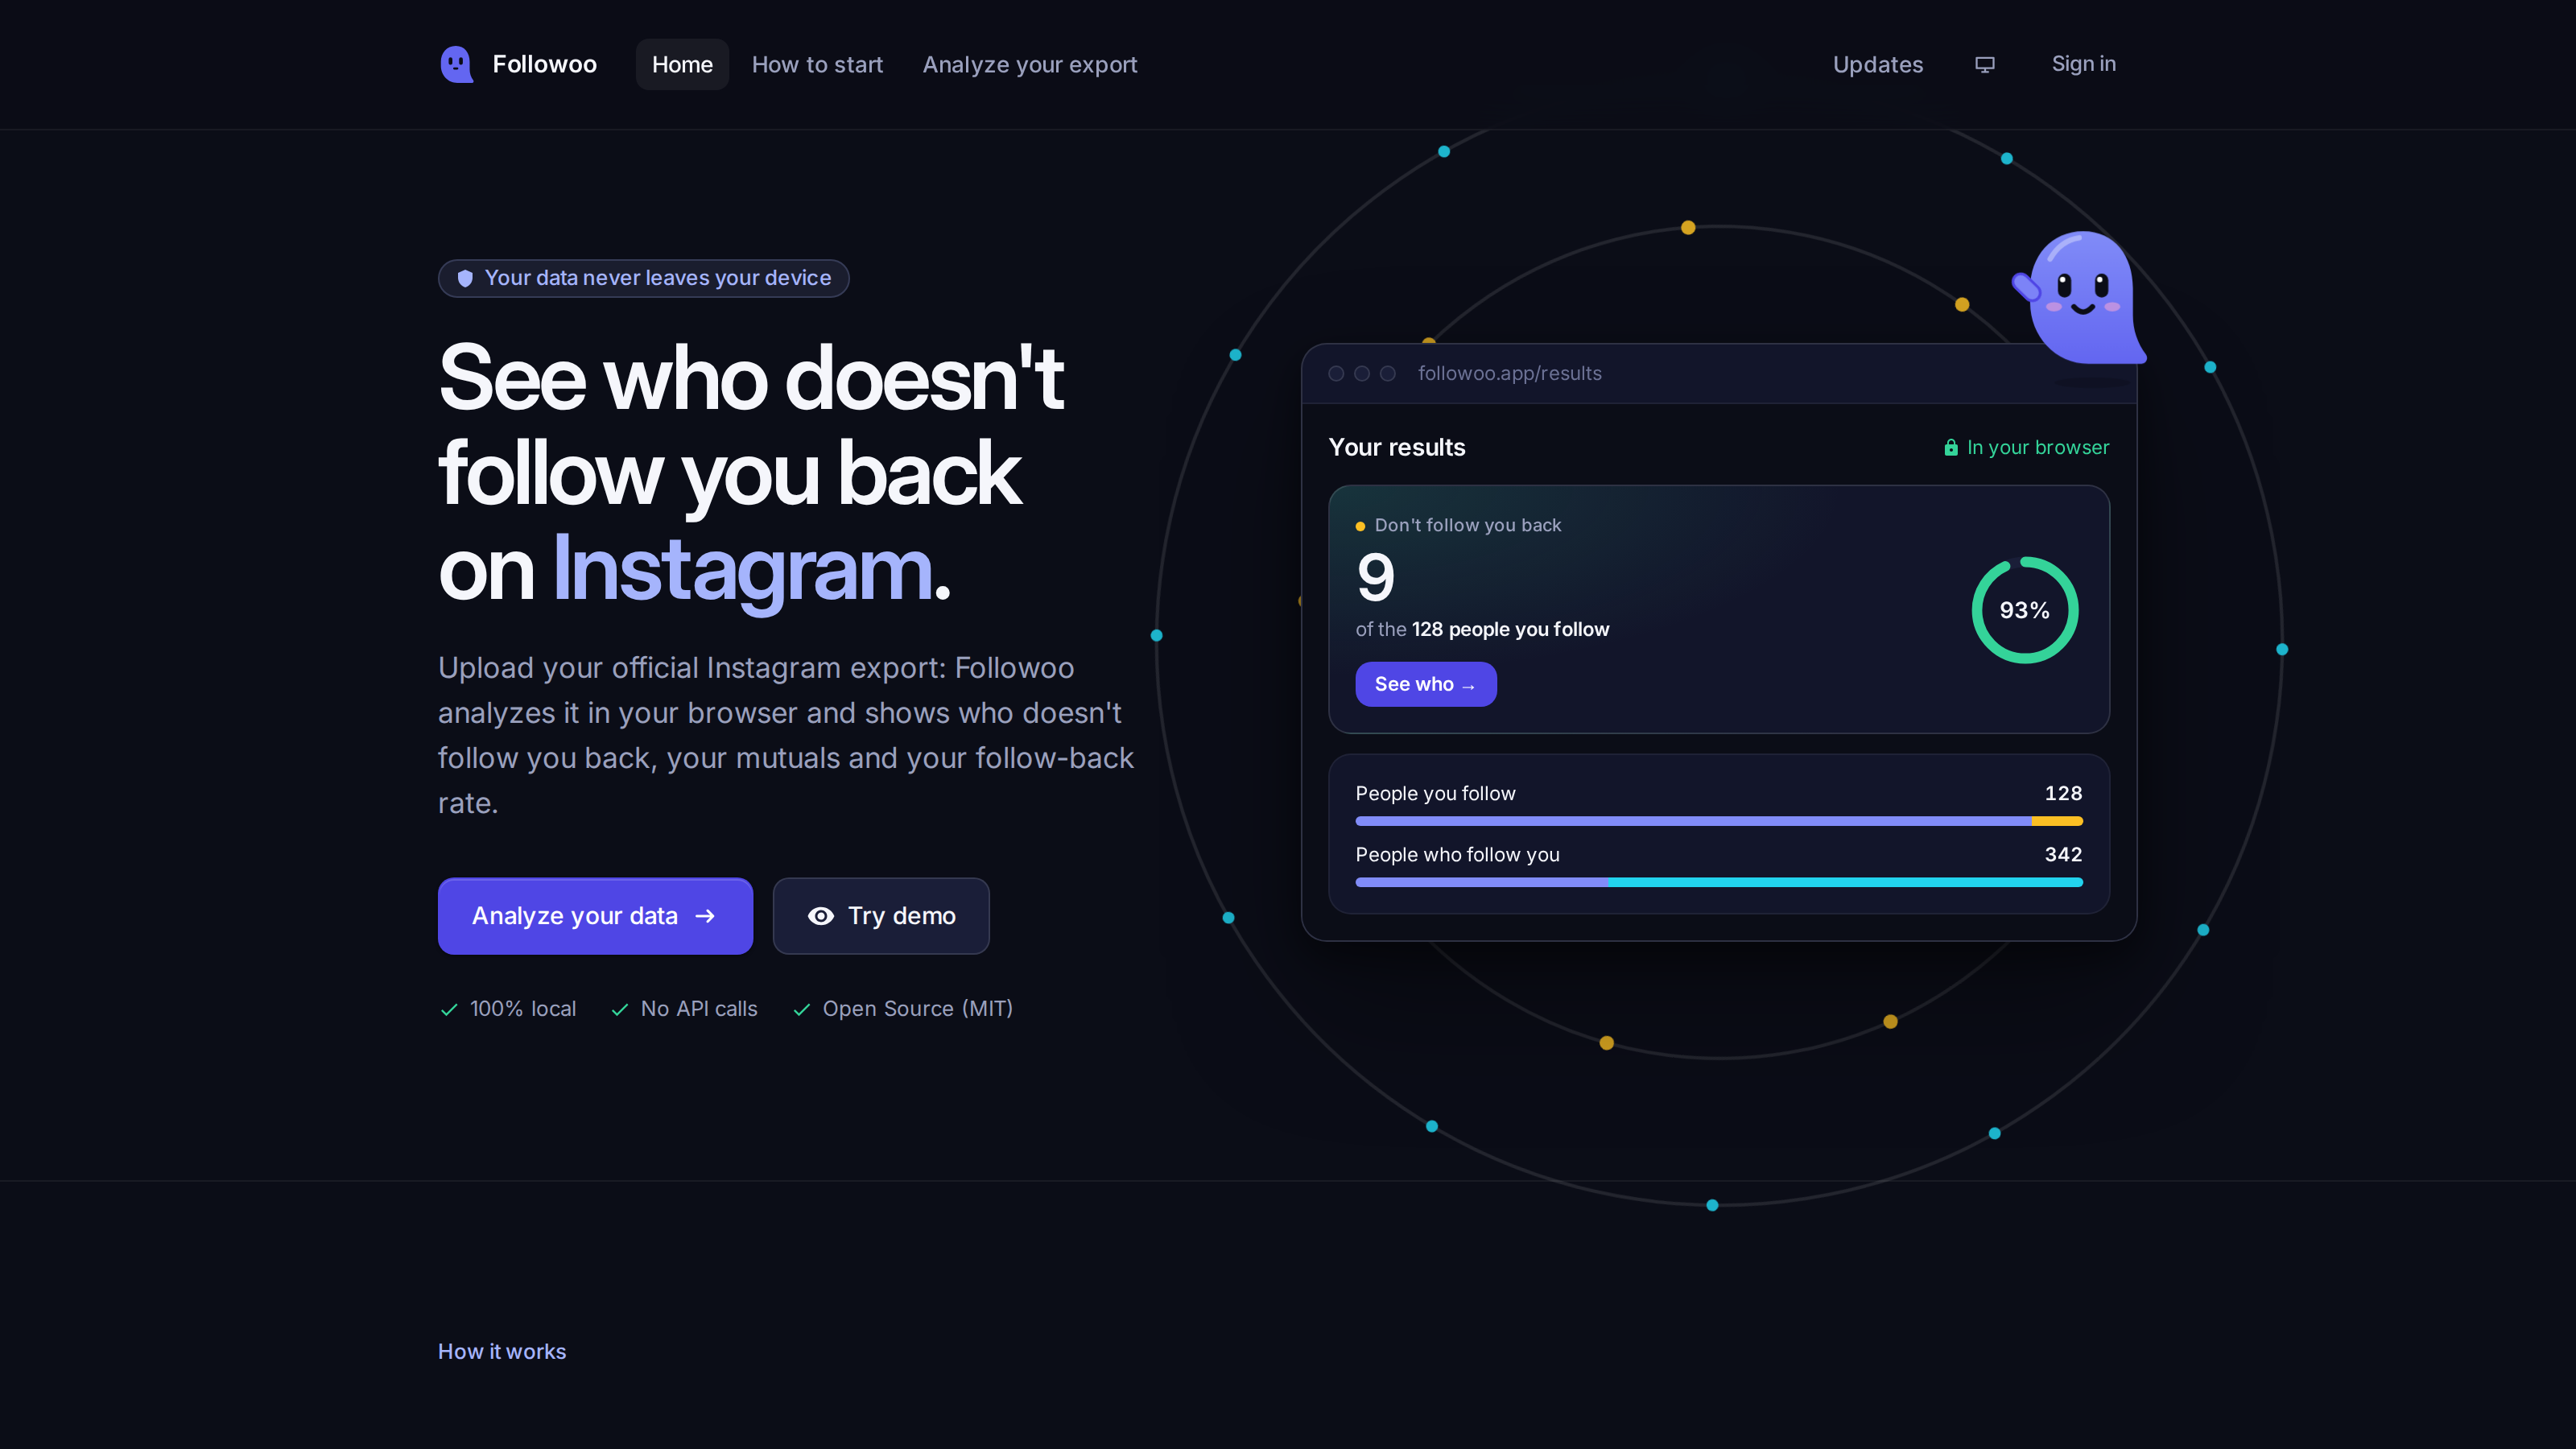 Followoo
Home
How to start
Analyze your export
Updates
Sign in
Your data never leaves your device
See who doesn't
follow you back
on Instagram.
Upload your official Instagram export: Followoo
analyzes it in your browser and shows who doesn't
follow you back, your mutuals and your follow-back
rate.
Analyze your data →
Try demo
100% local
No API calls
Open Source (MIT)
followoo.app/results
Your results
In your browser
Don't follow you back
9
of the 128 people you follow
93%
See who →
People you follow
128
People who follow you
342
How it works